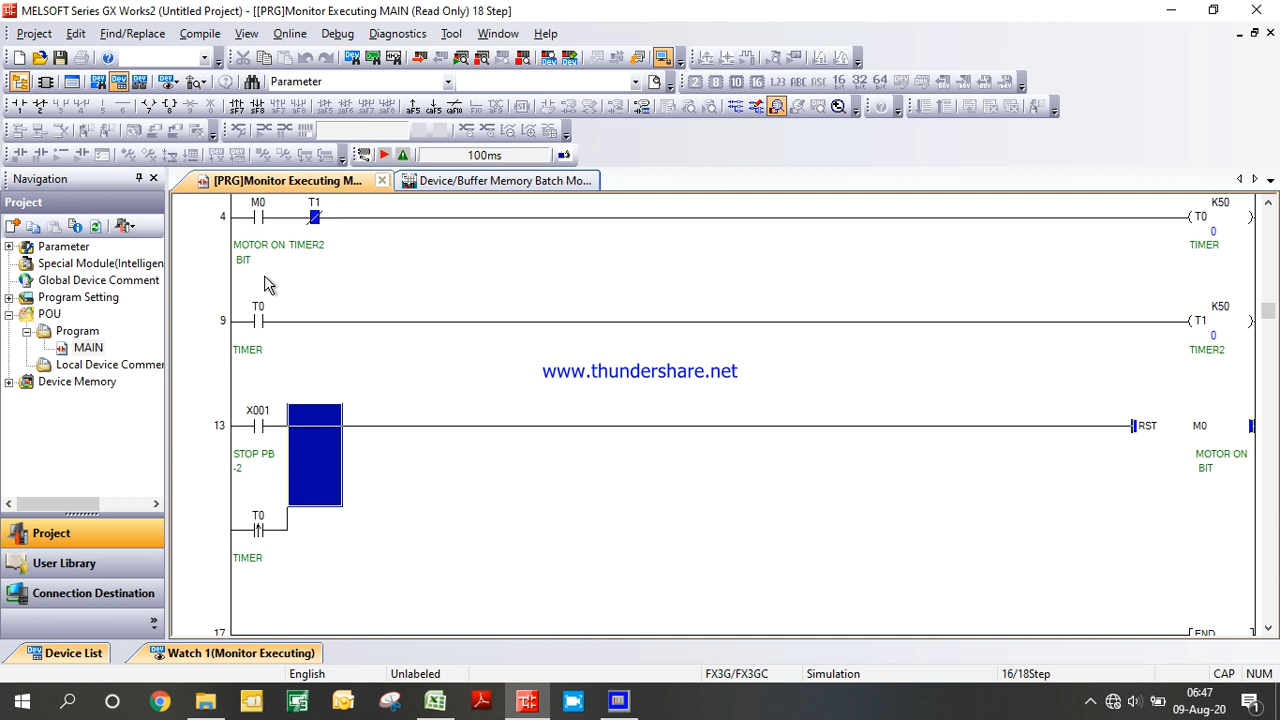 MELSOFT Series GX Works2 (Untitled Project) - [[PRG]Monitor Executing MAIN (Read Only) 18 Step]
Project Edit Find/Replace Compile View Online Debug Diagnostics Tool Window Help
Parameter
100ms
Navigation
[PRG]Monitor Executing M...
Device/Buffer Memory Batch Mo...
Project
Parameter
Special Module(Intelligen
Global Device Comment
Program Setting
POU
Program
MAIN
Local Device Commer
Device Memory
Project
User Library
Connection Destination
M0 T1 K50
4 T0
0
MOTOR ON TIMER2 TIMER
BIT
T0 K50
9 T1
0
TIMER TIMER2
www.thundershare.net
X001
13 RST M0
STOP PB MOTOR ON
-2 BIT
T0
TIMER
17 END
Device List
Watch 1(Monitor Executing)
English Unlabeled FX3G/FX3GC Simulation 16/18Step CAP NUM
06:47
09-Aug-20